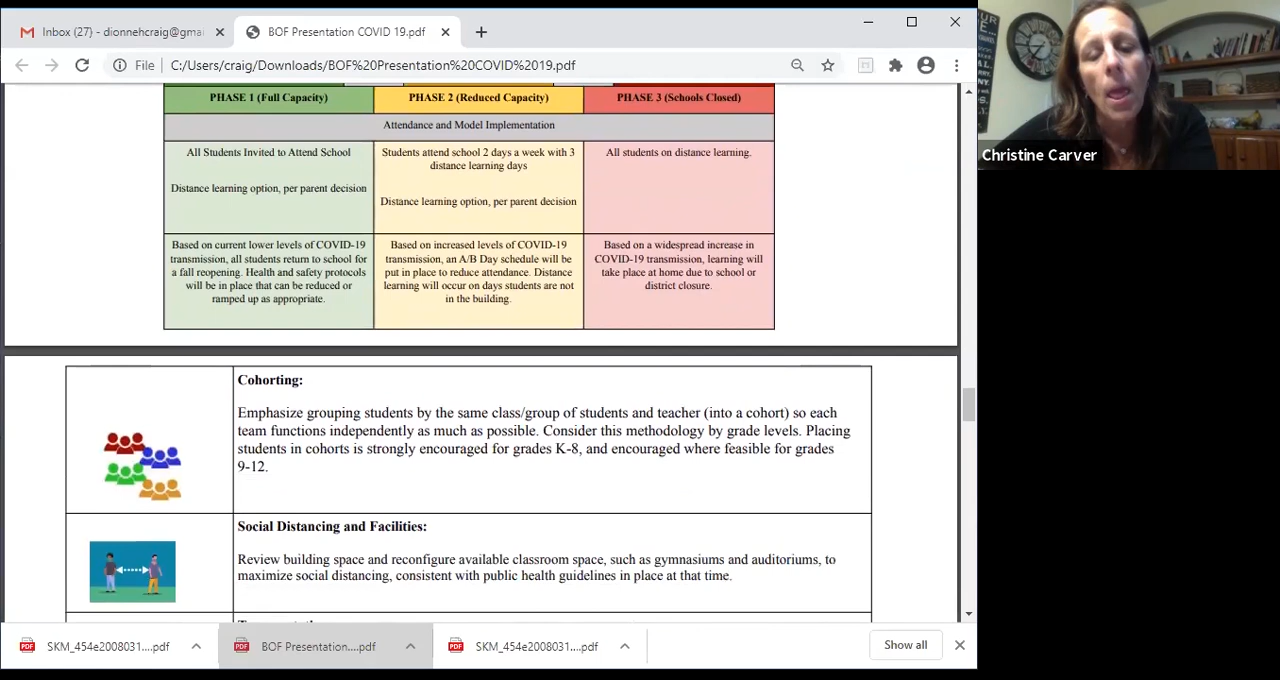 Inbox (27) - dionnehcraig@gma
BOF Presentation COVID 19.pdf
File
C:/Users/craig/Downloads/BOF%20Presentation%20COVID%2019.pdf
PHASE 1 (Full Capacity)
PHASE 2 (Reduced Capacity)
PHASE 3 (Schools Closed)
Attendance and Model Implementation
All Students Invited to Attend School
Distance learning option, per parent decision
Students attend school 2 days a week with 3
distance learning days
Distance learning option, per parent decision
All students on distance learning.
Based on current lower levels of COVID-19
transmission, all students return to school for
a fall reopening. Health and safety protocols
will be in place that can be reduced or
ramped up as appropriate.
Based on increased levels of COVID-19
transmission, an A/B Day schedule will be
put in place to reduce attendance. Distance
learning will occur on days students are not
in the building.
Based on a widespread increase in
COVID-19 transmission, learning will
take place at home due to school or
district closure.
Cohorting:
Emphasize grouping students by the same class/group of students and teacher (into a cohort) so each
team functions independently as much as possible. Consider this methodology by grade levels. Placing
students in cohorts is strongly encouraged for grades K-8, and encouraged where feasible for grades
9-12.
Social Distancing and Facilities:
Review building space and reconfigure available classroom space, such as gymnasiums and auditoriums, to
maximize social distancing, consistent with public health guidelines in place at that time.
SKM_454e2008031....pdf
BOF Presentation....pdf
SKM_454e2008031....pdf
Show all
Christine Carver